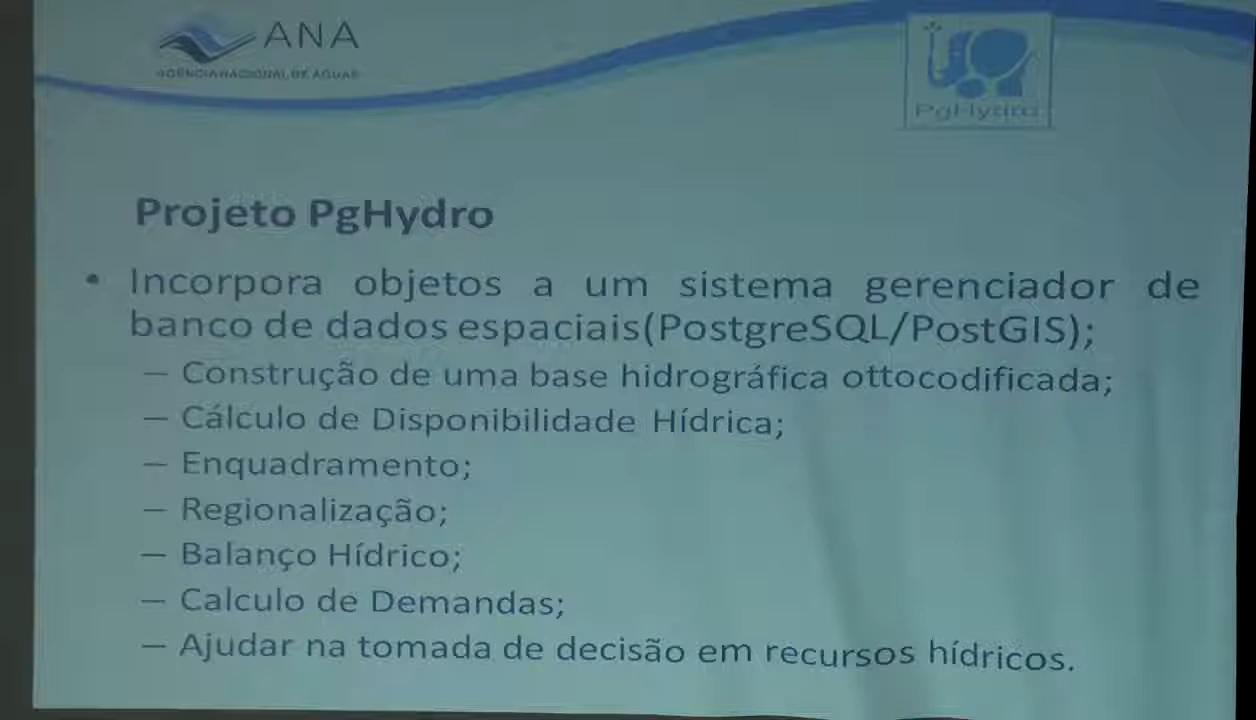 ANA
AGÊNCIA NACIONAL DE ÁGUAS
PgHydro
Projeto PgHydro
• Incorpora objetos a um sistema gerenciador de
banco de dados espaciais(PostgreSQL/PostGIS);
— Construção de uma base hidrográfica ottocodificada;
— Cálculo de Disponibilidade Hídrica;
— Enquadramento;
— Regionalização;
— Balanço Hídrico;
— Calculo de Demandas;
— Ajudar na tomada de decisão em recursos hídricos.